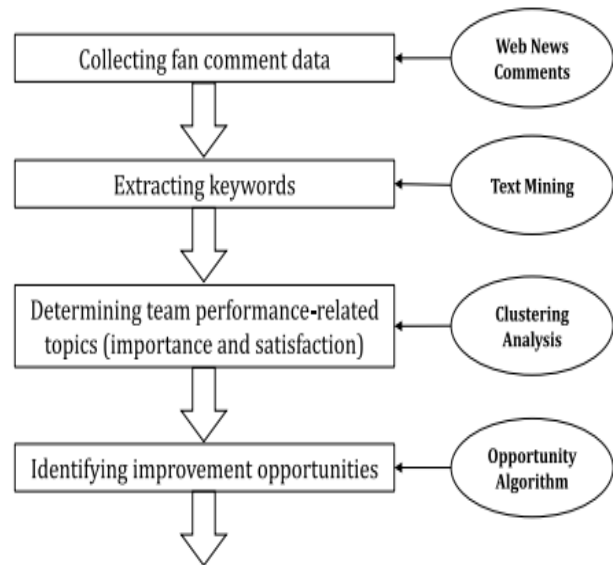 Collecting fan comment data
Web News
Comments
Extracting keywords
Text Mining
Determining team performance-related
topics (importance and satisfaction)
Clustering
Analysis
Identifying improvement opportunities
Opportunity
Algorithm